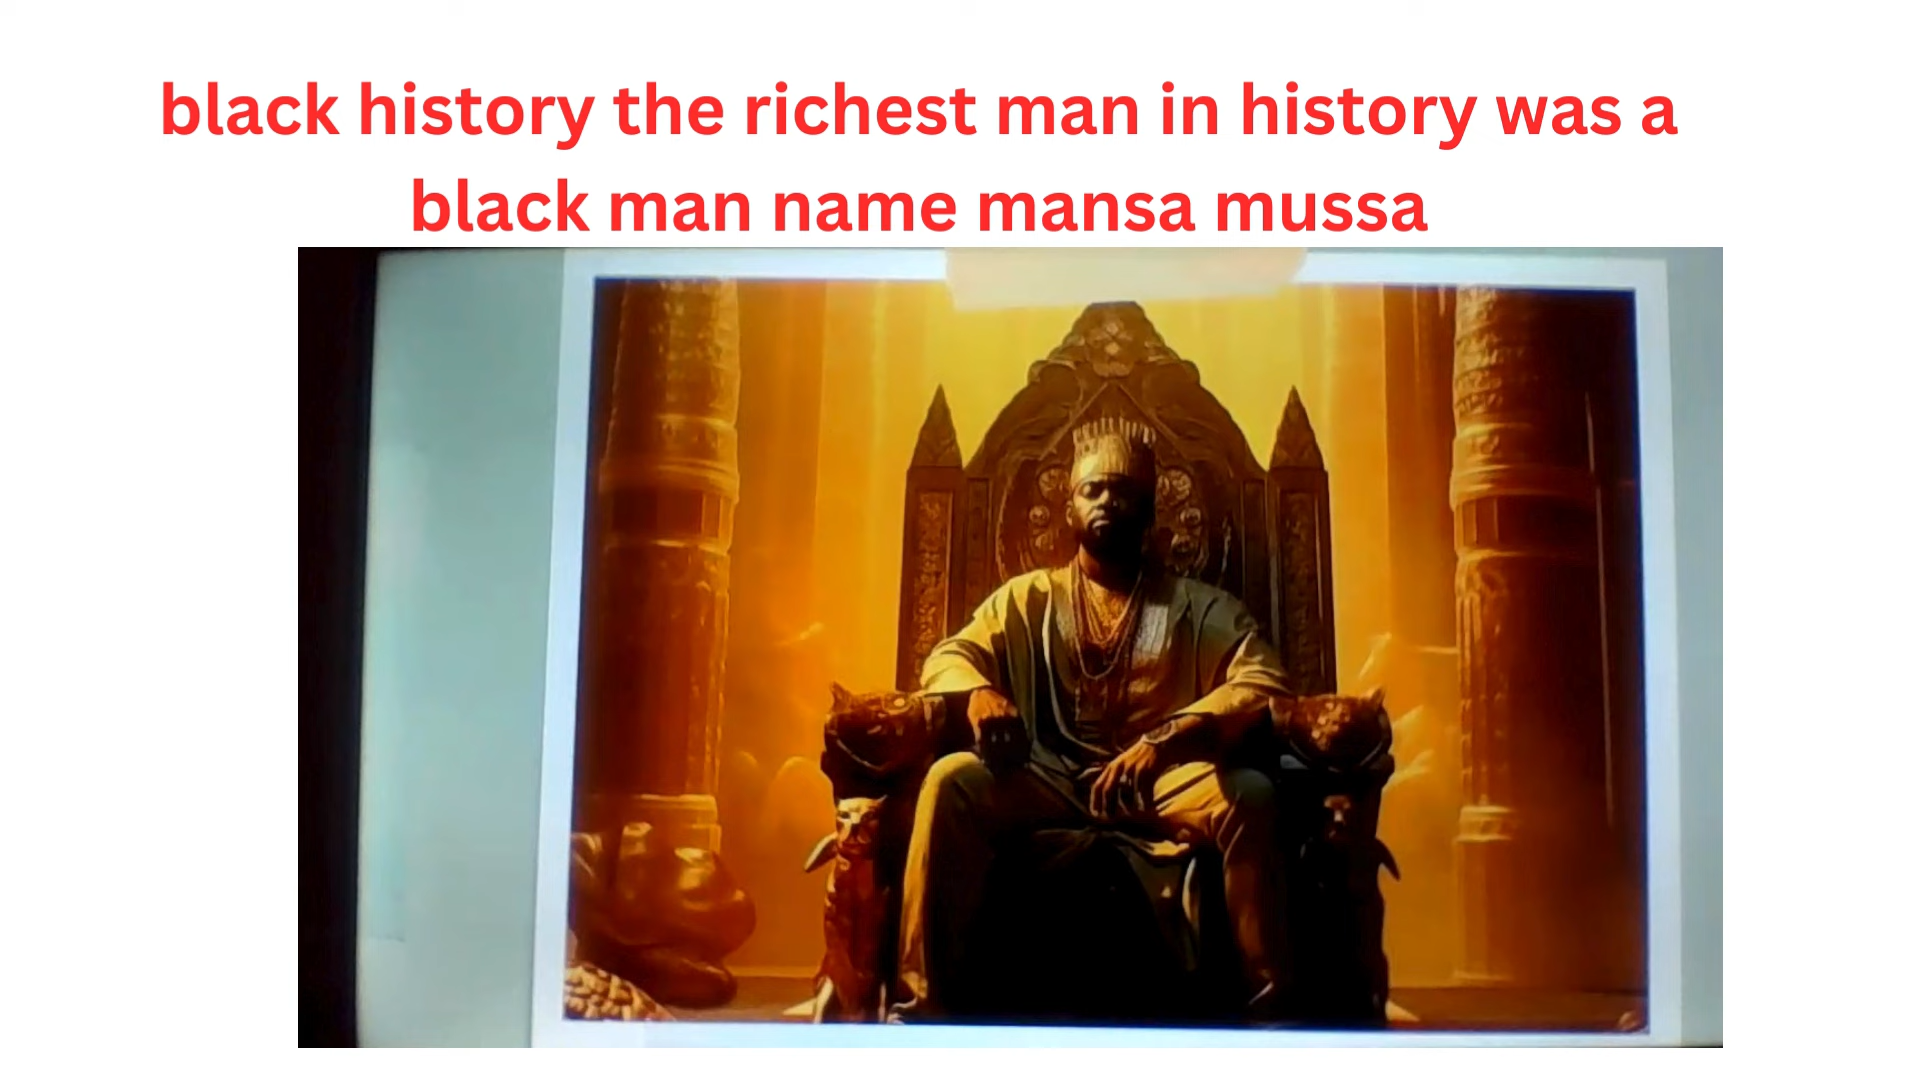 black history the richest man in history was a
black man name mansa mussa